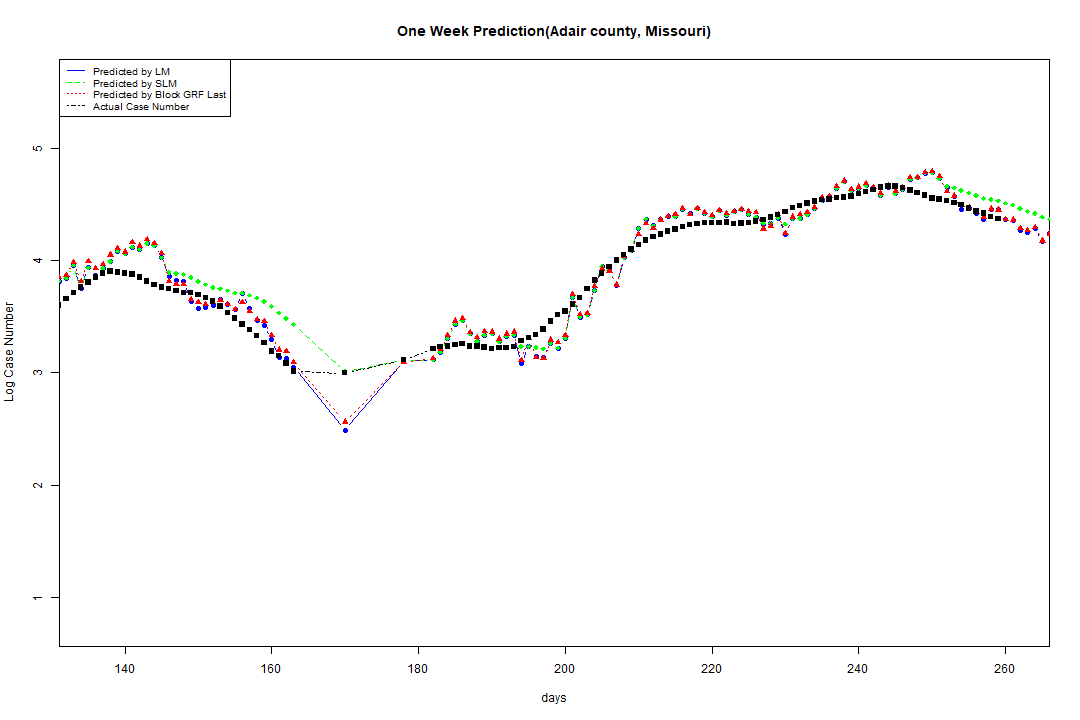 One Week Prediction(Adair county, Missouri)
Predicted by LM
Predicted by SLM
Predicted by Block GRF Last
Actual Case Number
5
4
3
2
1
Log Case Number
140 160 180 200 220 240 260
days